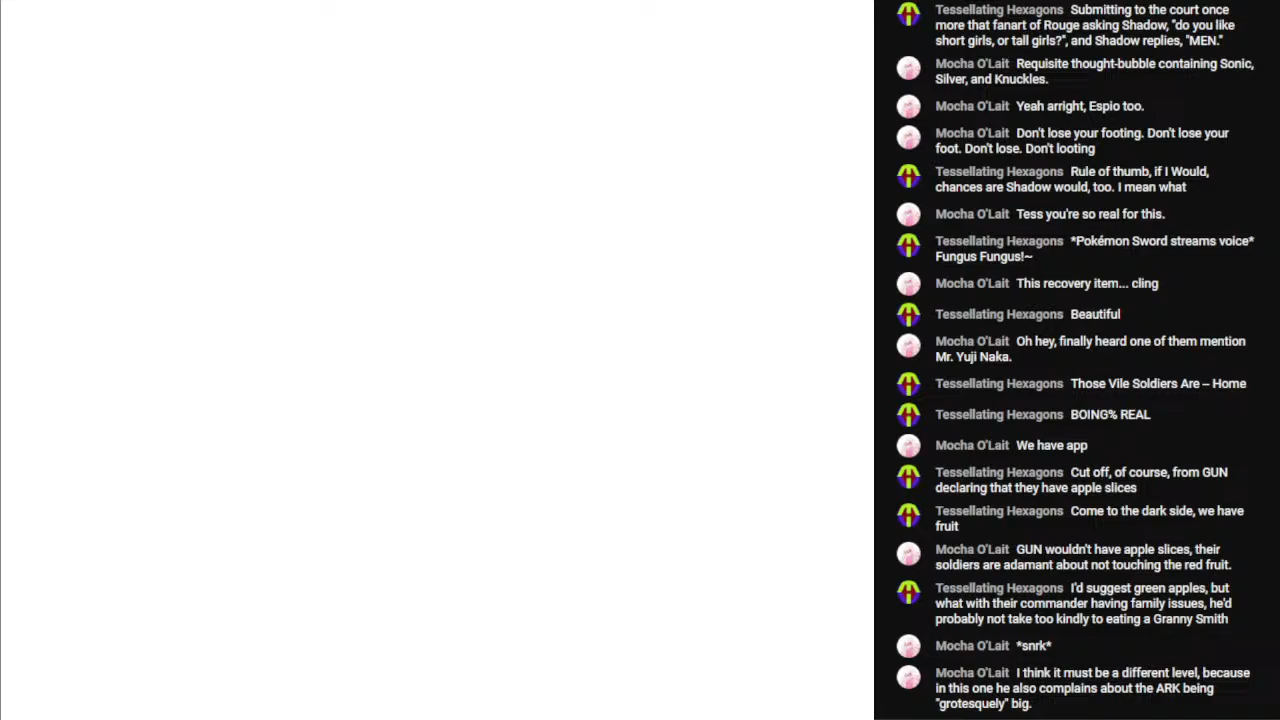 Tessellating Hexagons Submitting to the court once
more that fanart of Rouge asking Shadow, "do you like
short girls, or tall girls?", and Shadow replies, "MEN."
Mocha O'Lait Requisite thought-bubble containing Sonic,
Silver, and Knuckles.
Mocha O'Lait Yeah arright, Espio too.
Mocha O'Lait Don't lose your footing. Don't lose your
foot. Don't lose. Don't looting
Tessellating Hexagons Rule of thumb, if I Would,
chances are Shadow would, too. I mean what
Mocha O'Lait Tess you're so real for this.
Tessellating Hexagons *Pokémon Sword streams voice*
Fungus Fungus!~
Mocha O'Lait This recovery item... cling
Tessellating Hexagons Beautiful
Mocha O'Lait Oh hey, finally heard one of them mention
Mr. Yuji Naka.
Tessellating Hexagons Those Vile Soldiers Are – Home
Tessellating Hexagons BOING% REAL
Mocha O'Lait We have app
Tessellating Hexagons Cut off, of course, from GUN
declaring that they have apple slices
Tessellating Hexagons Come to the dark side, we have
fruit
Mocha O'Lait GUN wouldn't have apple slices, their
soldiers are adamant about not touching the red fruit.
Tessellating Hexagons I'd suggest green apples, but
what with their commander having family issues, he'd
probably not take too kindly to eating a Granny Smith
Mocha O'Lait *snrk*
Mocha O'Lait I think it must be a different level, because
in this one he also complains about the ARK being
"grotesquely" big.